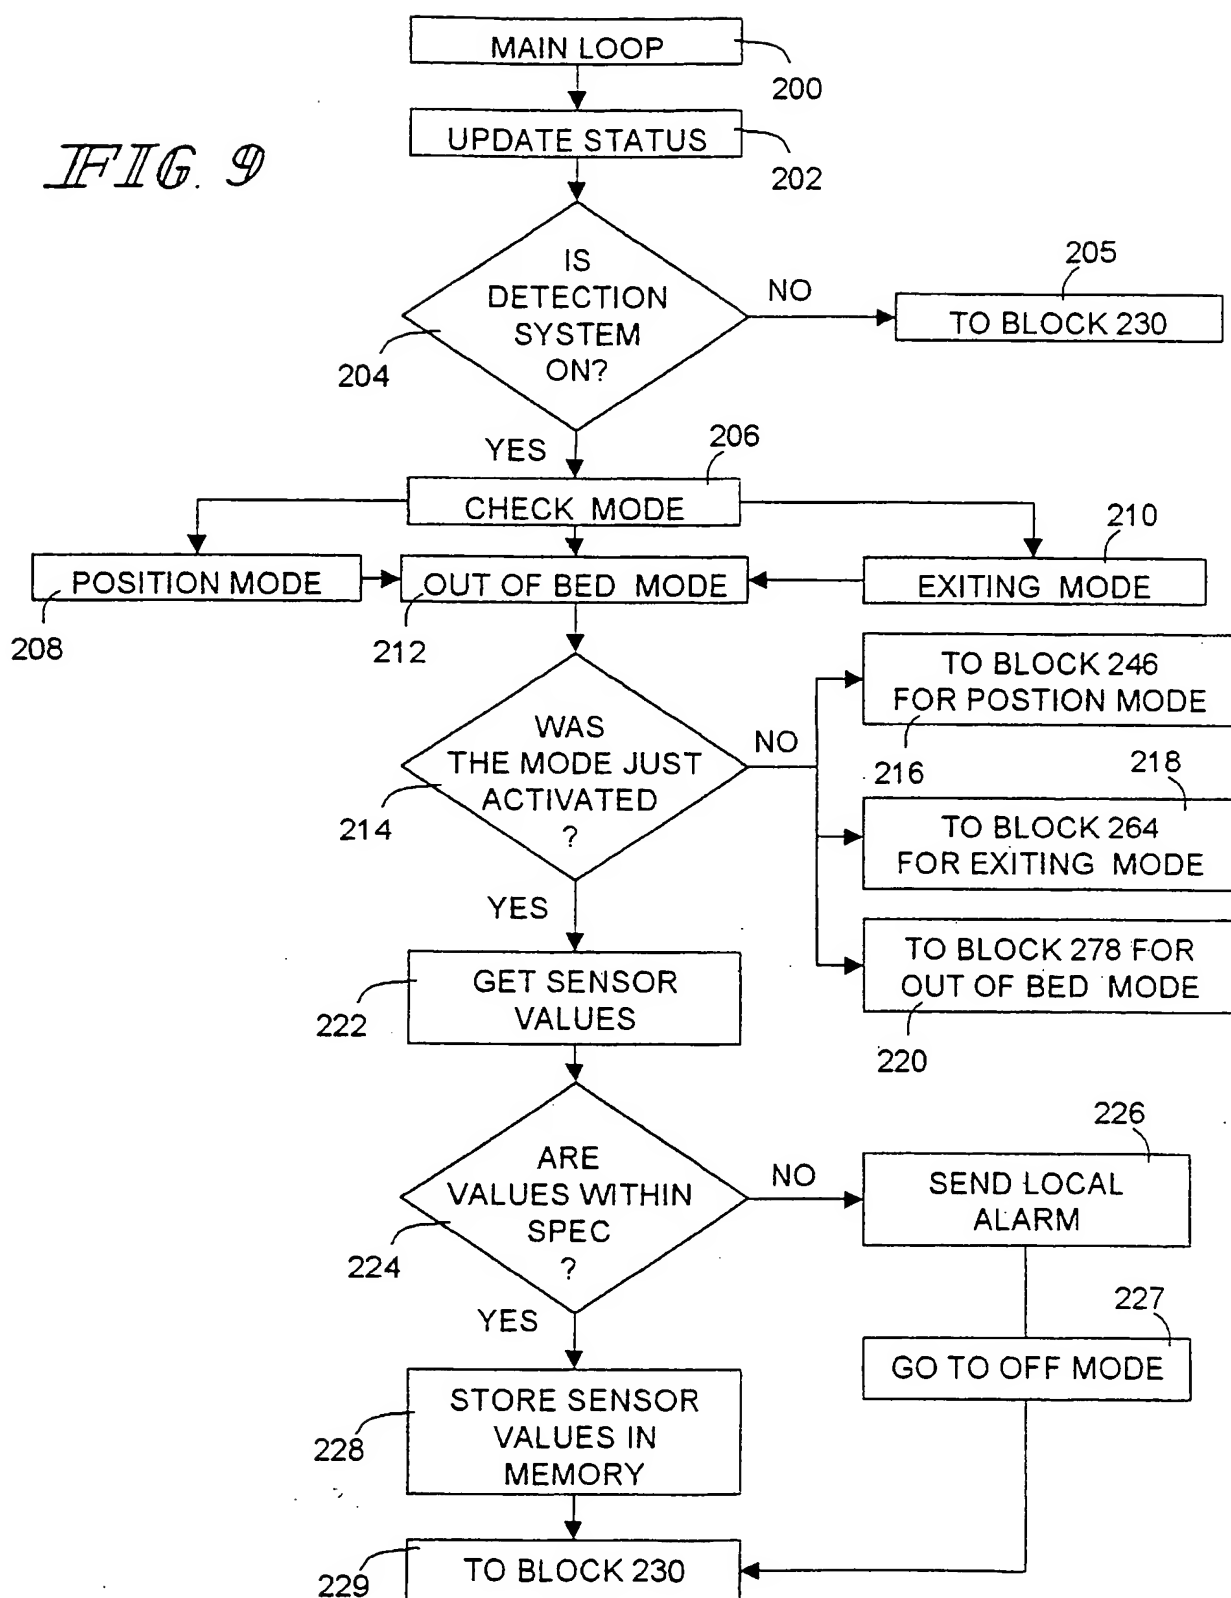 MAIN LOOP
200
FIG. 9
UPDATE STATUS
202
IS
DETECTION
SYSTEM
ON?
204
NO
205
TO BLOCK 230
YES
206
CHECK MODE
210
POSITION MODE
OUT OF BED MODE
EXITING MODE
208
212
WAS
THE MODE JUST
ACTIVATED
?
214
NO
TO BLOCK 246
FOR POSTION MODE
216
218
TO BLOCK 264
FOR EXITING MODE
YES
TO BLOCK 278 FOR
OUT OF BED MODE
220
GET SENSOR
VALUES
222
ARE
VALUES WITHIN
SPEC
?
224
NO
226
SEND LOCAL
ALARM
227
GO TO OFF MODE
YES
STORE SENSOR
VALUES IN
MEMORY
228
TO BLOCK 230
229